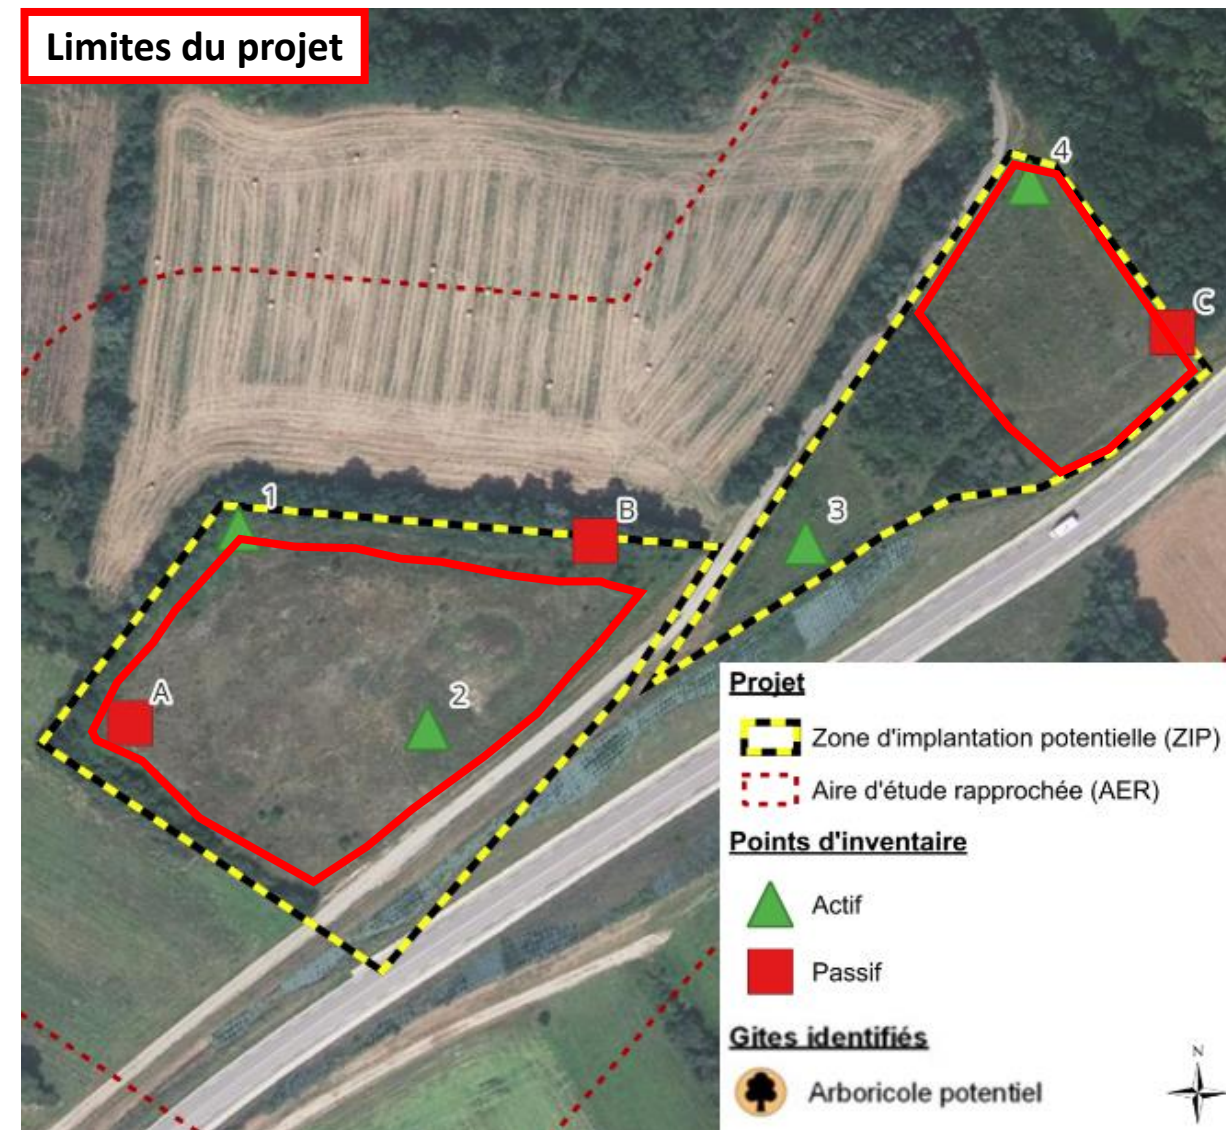 Limites du projet
4
C
1
B
3
A
2
Projet
Zone d'implantation potentielle (ZIP)
Aire d'étude rapprochée (AER)
Points d'inventaire
Actif
Passif
Gites identifiés
N
Arboricole potentiel